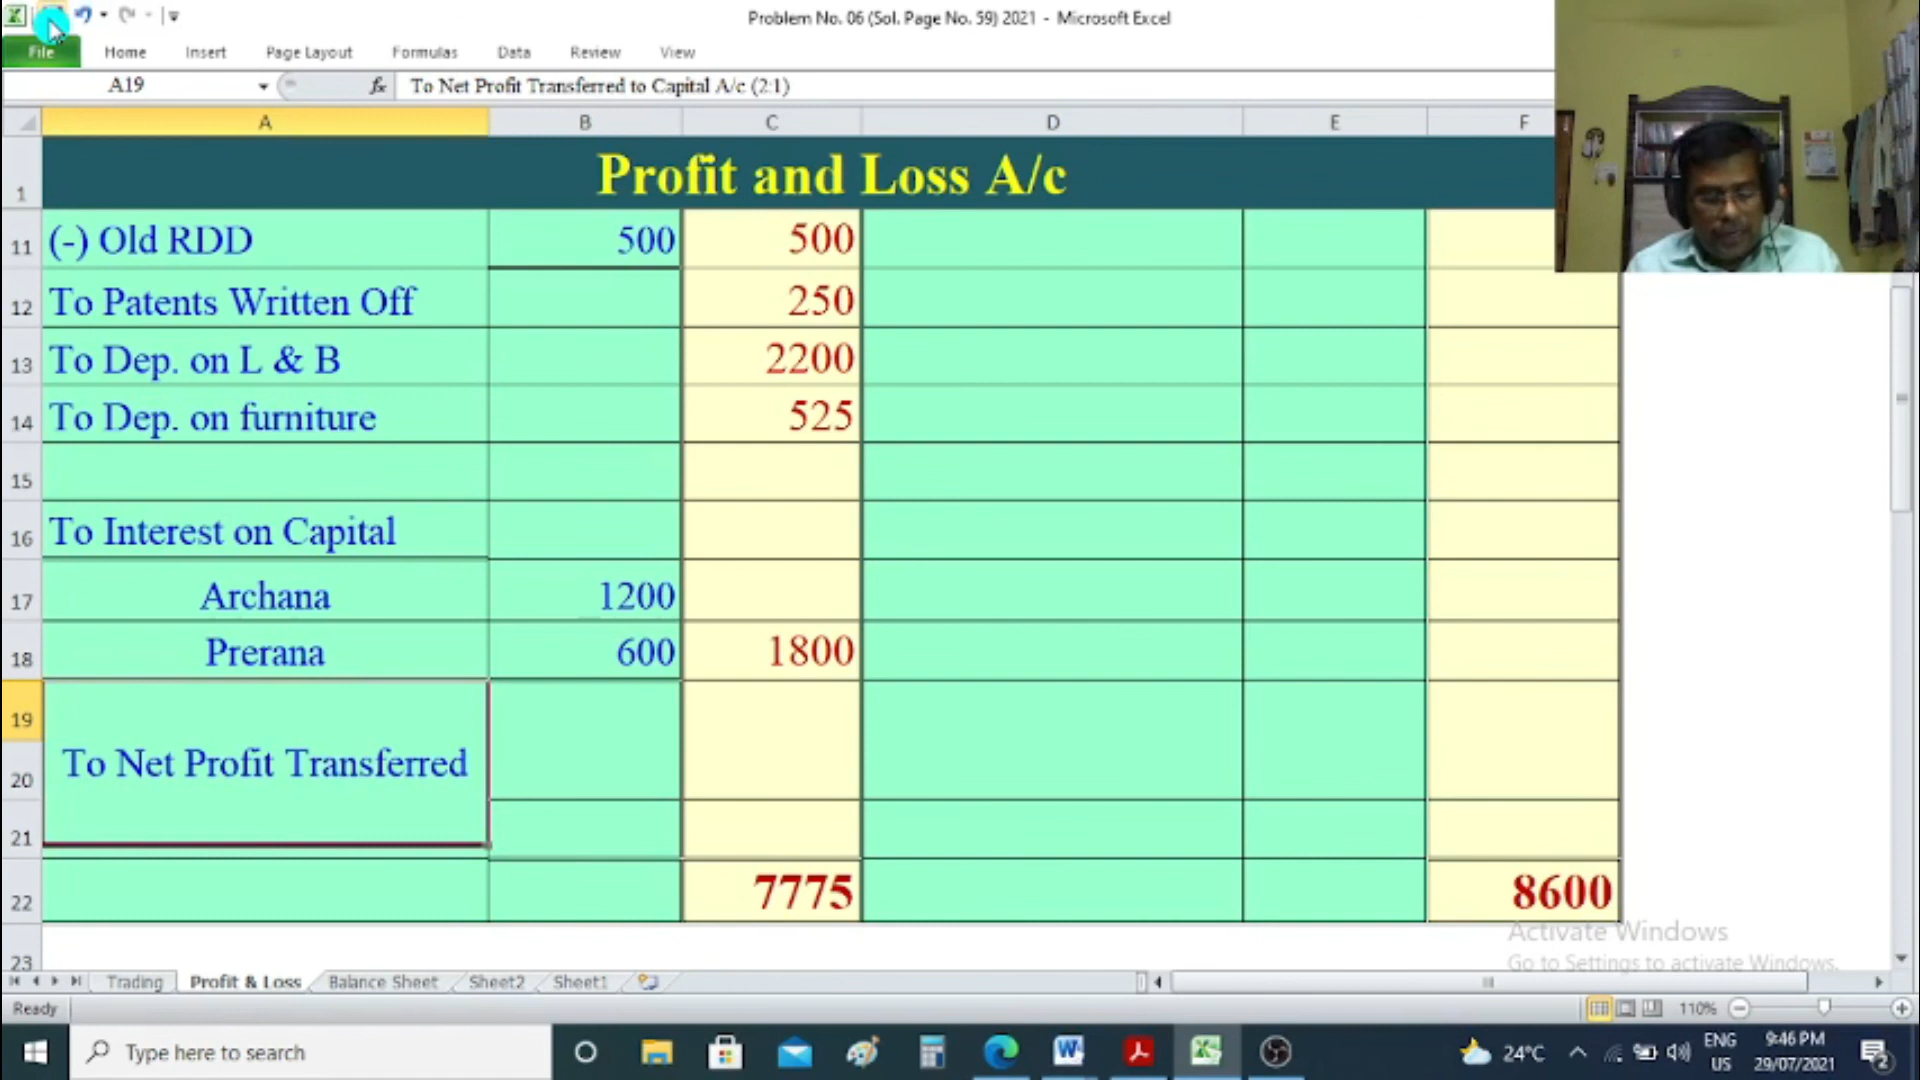 Problem No. 06 (Sol. Page No. 59) 2021 - Microsoft Excel
File Home Insert Page Layout Formulas Data Review View
A19 fx To Net Profit Transferred to Capital A/c (2:1)
A B C D E F
1 Profit and Loss A/c
11 (-) Old RDD 500 500
12 To Patents Written Off 250
13 To Dep. on L & B 2200
14 To Dep. on furniture 525
15
16 To Interest on Capital
17 Archana 1200
18 Prerana 600 1800
19
20 To Net Profit Transferred
21
22 7775 8600
Activate Windows
23 Go to Settings to activate Windows.
Trading Profit & Loss Balance Sheet Sheet2 Sheet1
Ready 110%
Type here to search 24°C ENG US 9:46 PM 29/07/2021 2